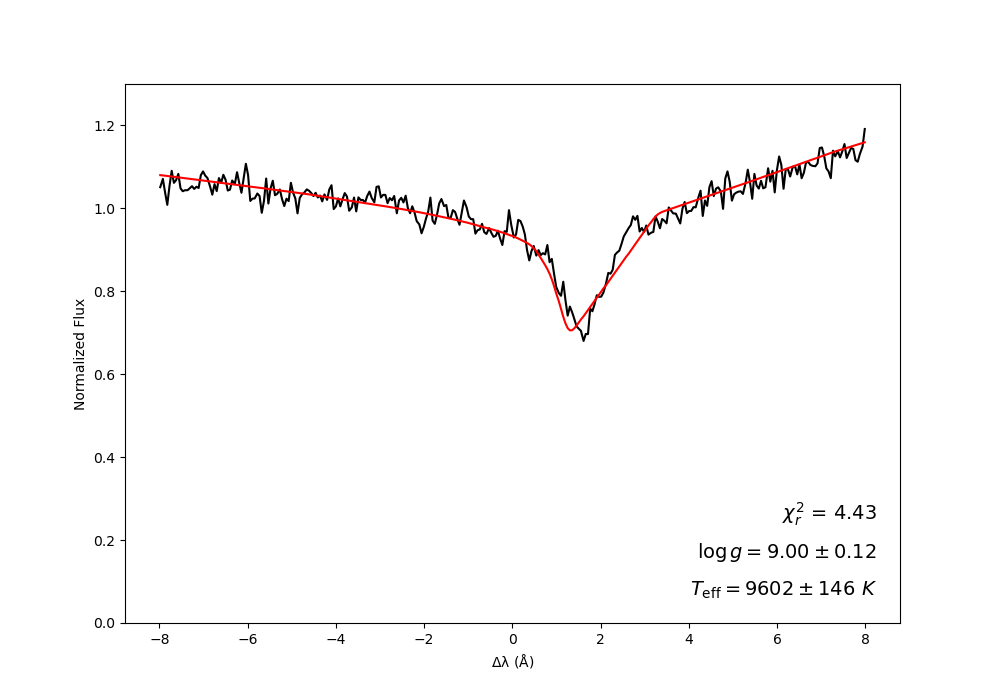 1.2
1.0
0.8
0.6
0.4
0.2
0.0
Normalized Flux
χ²ᵣ = 4.43
log g = 9.00 ± 0.12
T_eff = 9602 ± 146 K
−8 −6 −4 −2 0 2 4 6 8
Δλ (Å)